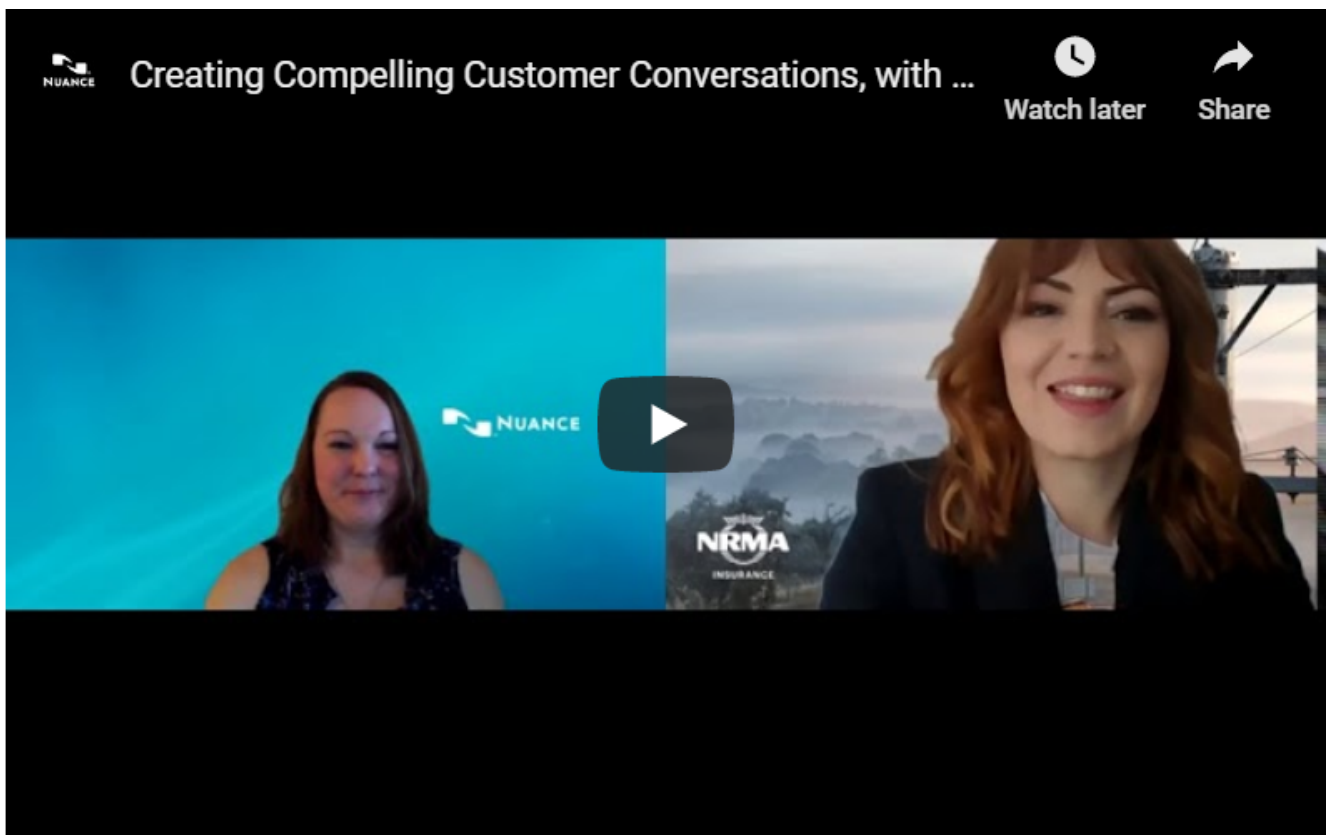 NUANCE
Creating Compelling Customer Conversations, with ...
Watch later
Share
NUANCE
NRMA
INSURANCE